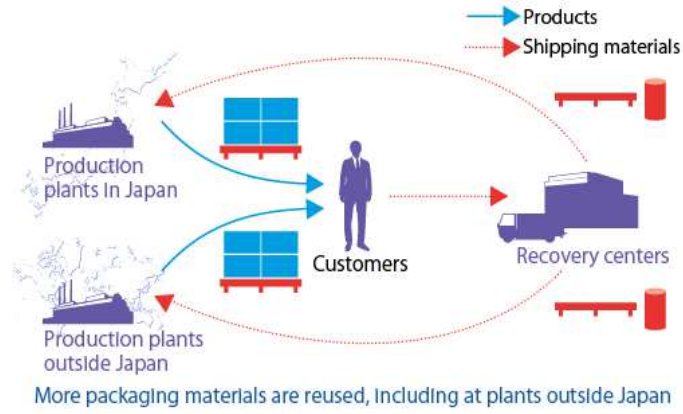 Products
Shipping materials
Production
plants in Japan
Customers
Recovery centers
Production plants
outside Japan
More packaging materials are reused, including at plants outside Japan